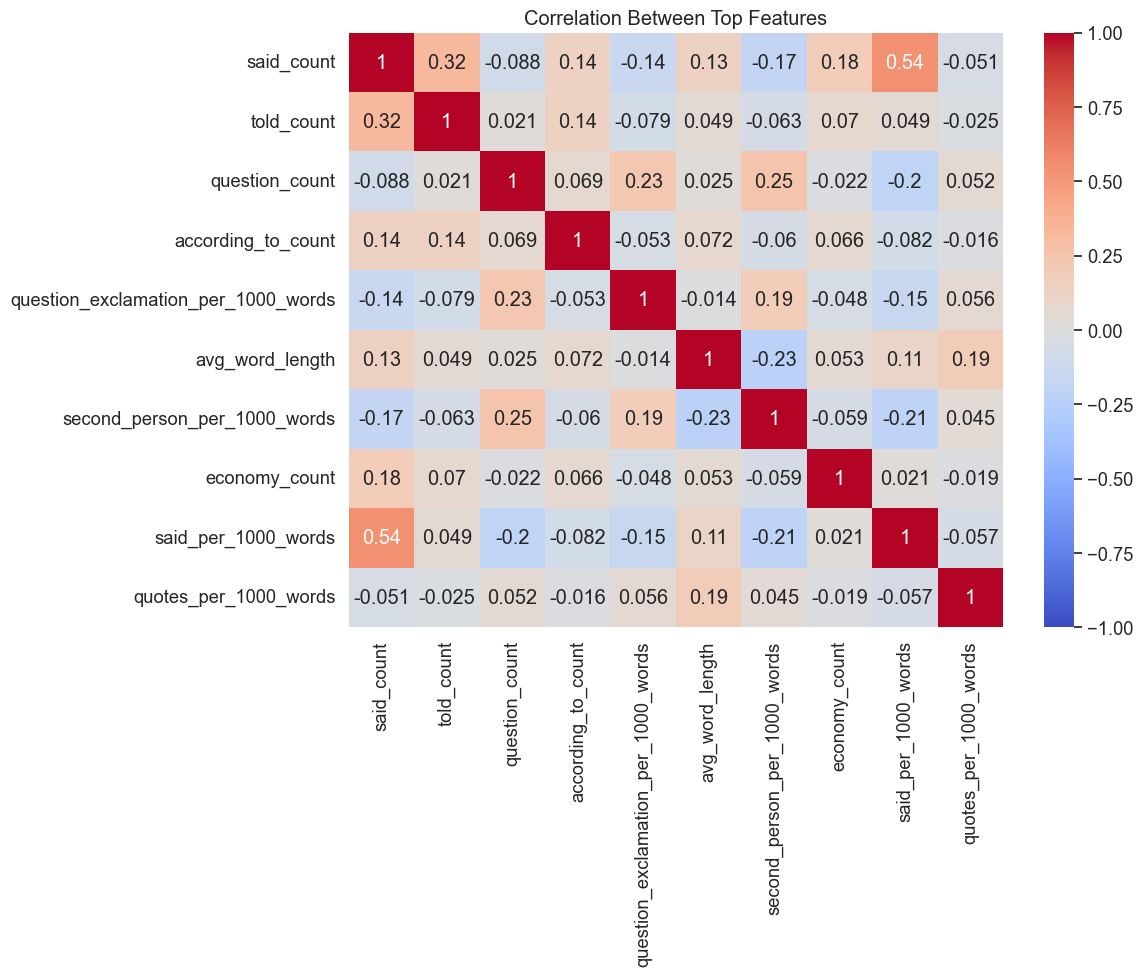 Correlation Between Top Features
said_count 1 0.32 -0.088 0.14 -0.14 0.13 -0.17 0.18 0.54 -0.051
told_count 0.32 1 0.021 0.14 -0.079 0.049 -0.063 0.07 0.049 -0.025
question_count -0.088 0.021 1 0.069 0.23 0.025 0.25 -0.022 -0.2 0.052
according_to_count 0.14 0.14 0.069 1 -0.053 0.072 -0.06 0.066 -0.082 -0.016
question_exclamation_per_1000_words -0.14 -0.079 0.23 -0.053 1 -0.014 0.19 -0.048 -0.15 0.056
avg_word_length 0.13 0.049 0.025 0.072 -0.014 1 -0.23 0.053 0.11 0.19
second_person_per_1000_words -0.17 -0.063 0.25 -0.06 0.19 -0.23 1 -0.059 -0.21 0.045
economy_count 0.18 0.07 -0.022 0.066 -0.048 0.053 -0.059 1 0.021 -0.019
said_per_1000_words 0.54 0.049 -0.2 -0.082 -0.15 0.11 -0.21 0.021 1 -0.057
quotes_per_1000_words -0.051 -0.025 0.052 -0.016 0.056 0.19 0.045 -0.019 -0.057 1
said_count
told_count
question_count
according_to_count
question_exclamation_per_1000_words
avg_word_length
second_person_per_1000_words
economy_count
said_per_1000_words
quotes_per_1000_words
1.00
0.75
0.50
0.25
0.00
−0.25
−0.50
−0.75
−1.00